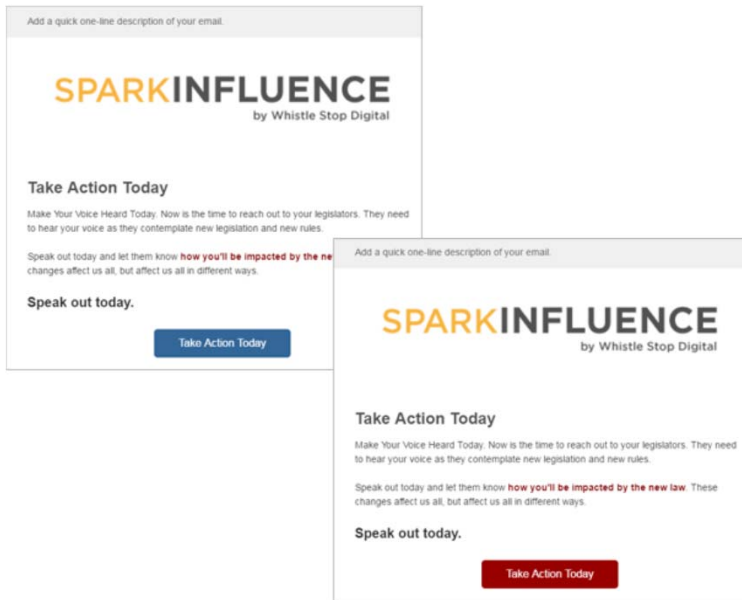 Add a quick one-line description of your email.
SPARKINFLUENCE
by Whistle Stop Digital
Take Action Today
Make Your Voice Heard Today. Now is the time to reach out to your legislators. They need
to hear your voice as they contemplate new legislation and new rules.
Speak out today and let them know how you'll be impacted by the ne
changes affect us all, but affect us all in different ways.
Speak out today.
Take Action Today
Add a quick one-line description of your email.
SPARKINFLUENCE
by Whistle Stop Digital
Take Action Today
Make Your Voice Heard Today. Now is the time to reach out to your legislators. They need
to hear your voice as they contemplate new legislation and new rules.
Speak out today and let them know how you'll be impacted by the new law. These
changes affect us all, but affect us all in different ways.
Speak out today.
Take Action Today